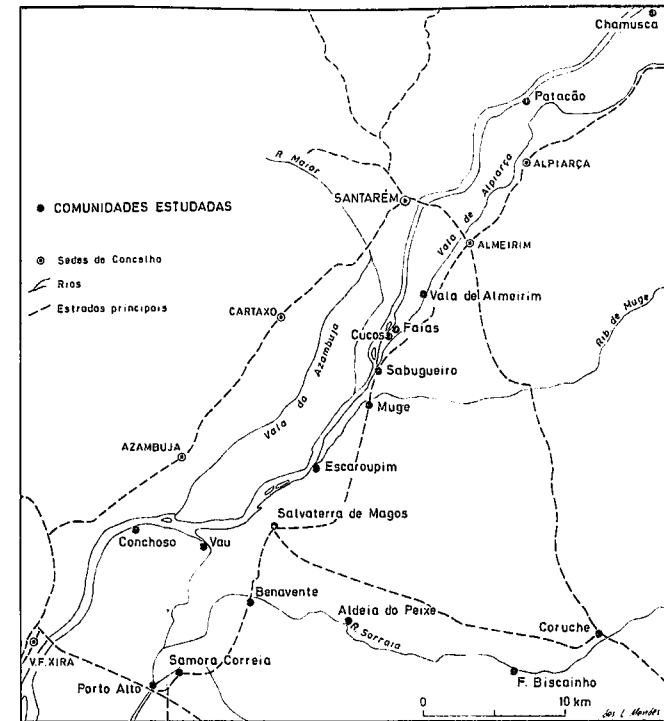 Chamusca
Patacão
R. Maior
ALPIARÇA
Vala de Alpiarça
SANTARÉM
● COMUNIDADES ESTUDADAS
ALMEIRIM
Sedes de Concelho
Rios
Estradas principais
Vala de Almeirim
CARTAXO
Faias
Cucos
Rib. de Muge
Vala da Azambuja
Sabugueiro
Muge
AZAMBUJA
Escaroupim
Salvaterra de Magos
Conchoso
Vau
Benavente
Aldeia do Peixe
R Sorraia
Coruche
V.F. XIRA
Samora Correia
F. Biscainho
Porto Alto
0 10 km